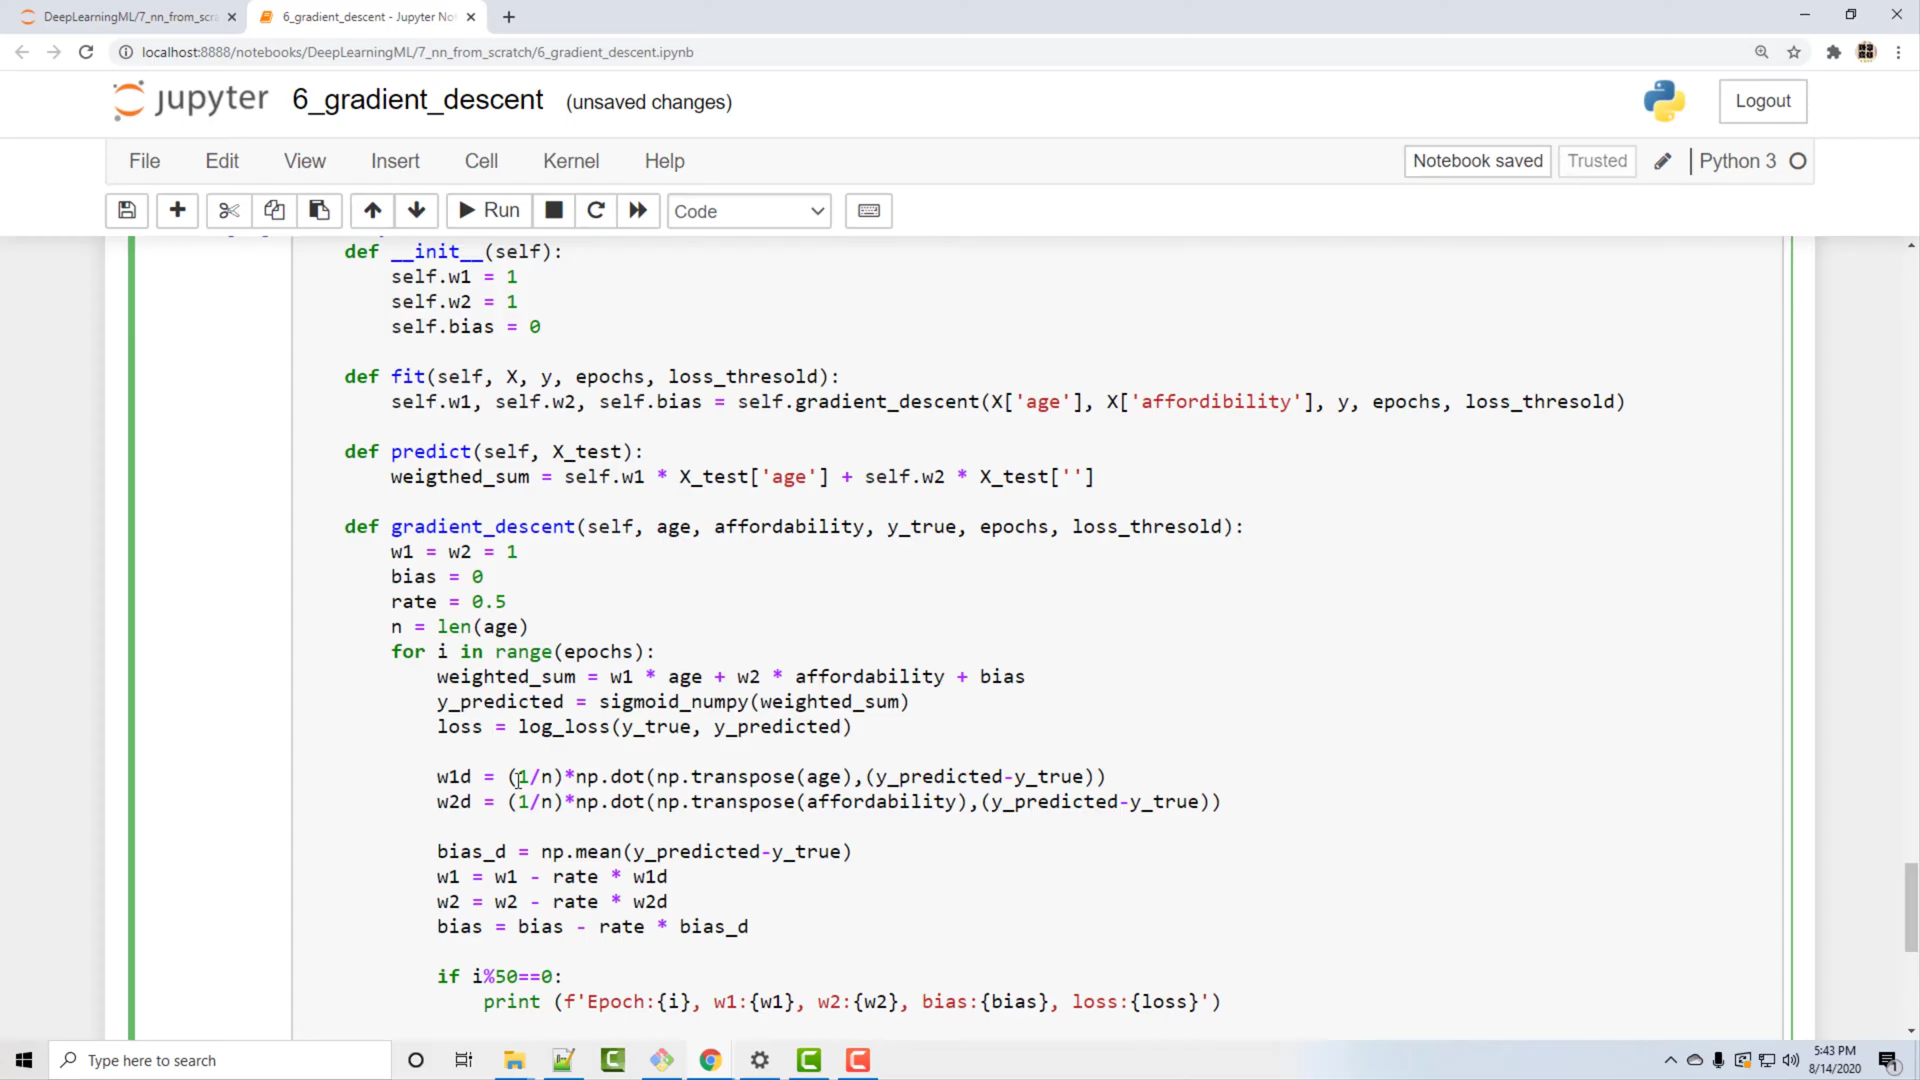 DeepLearningML/7_nn_from_scra
6_gradient_descent - Jupyter Not
localhost:8888/notebooks/DeepLearningML/7_nn_from_scratch/6_gradient_descent.ipynb
jupyter 6_gradient_descent (unsaved changes)
Logout
File Edit View Insert Cell Kernel Help
Notebook saved Trusted Python 3
Run Code
def __init__(self):
self.w1 = 1
self.w2 = 1
self.bias = 0
def fit(self, X, y, epochs, loss_thresold):
self.w1, self.w2, self.bias = self.gradient_descent(X['age'], X['affordibility'], y, epochs, loss_thresold)
def predict(self, X_test):
weigthed_sum = self.w1 * X_test['age'] + self.w2 * X_test['']
def gradient_descent(self, age, affordability, y_true, epochs, loss_thresold):
w1 = w2 = 1
bias = 0
rate = 0.5
n = len(age)
for i in range(epochs):
weighted_sum = w1 * age + w2 * affordability + bias
y_predicted = sigmoid_numpy(weighted_sum)
loss = log_loss(y_true, y_predicted)
w1d = (1/n)*np.dot(np.transpose(age),(y_predicted-y_true))
w2d = (1/n)*np.dot(np.transpose(affordability),(y_predicted-y_true))
bias_d = np.mean(y_predicted-y_true)
w1 = w1 - rate * w1d
w2 = w2 - rate * w2d
bias = bias - rate * bias_d
if i%50==0:
print (f'Epoch:{i}, w1:{w1}, w2:{w2}, bias:{bias}, loss:{loss}')
Type here to search
5:43 PM
8/14/2020